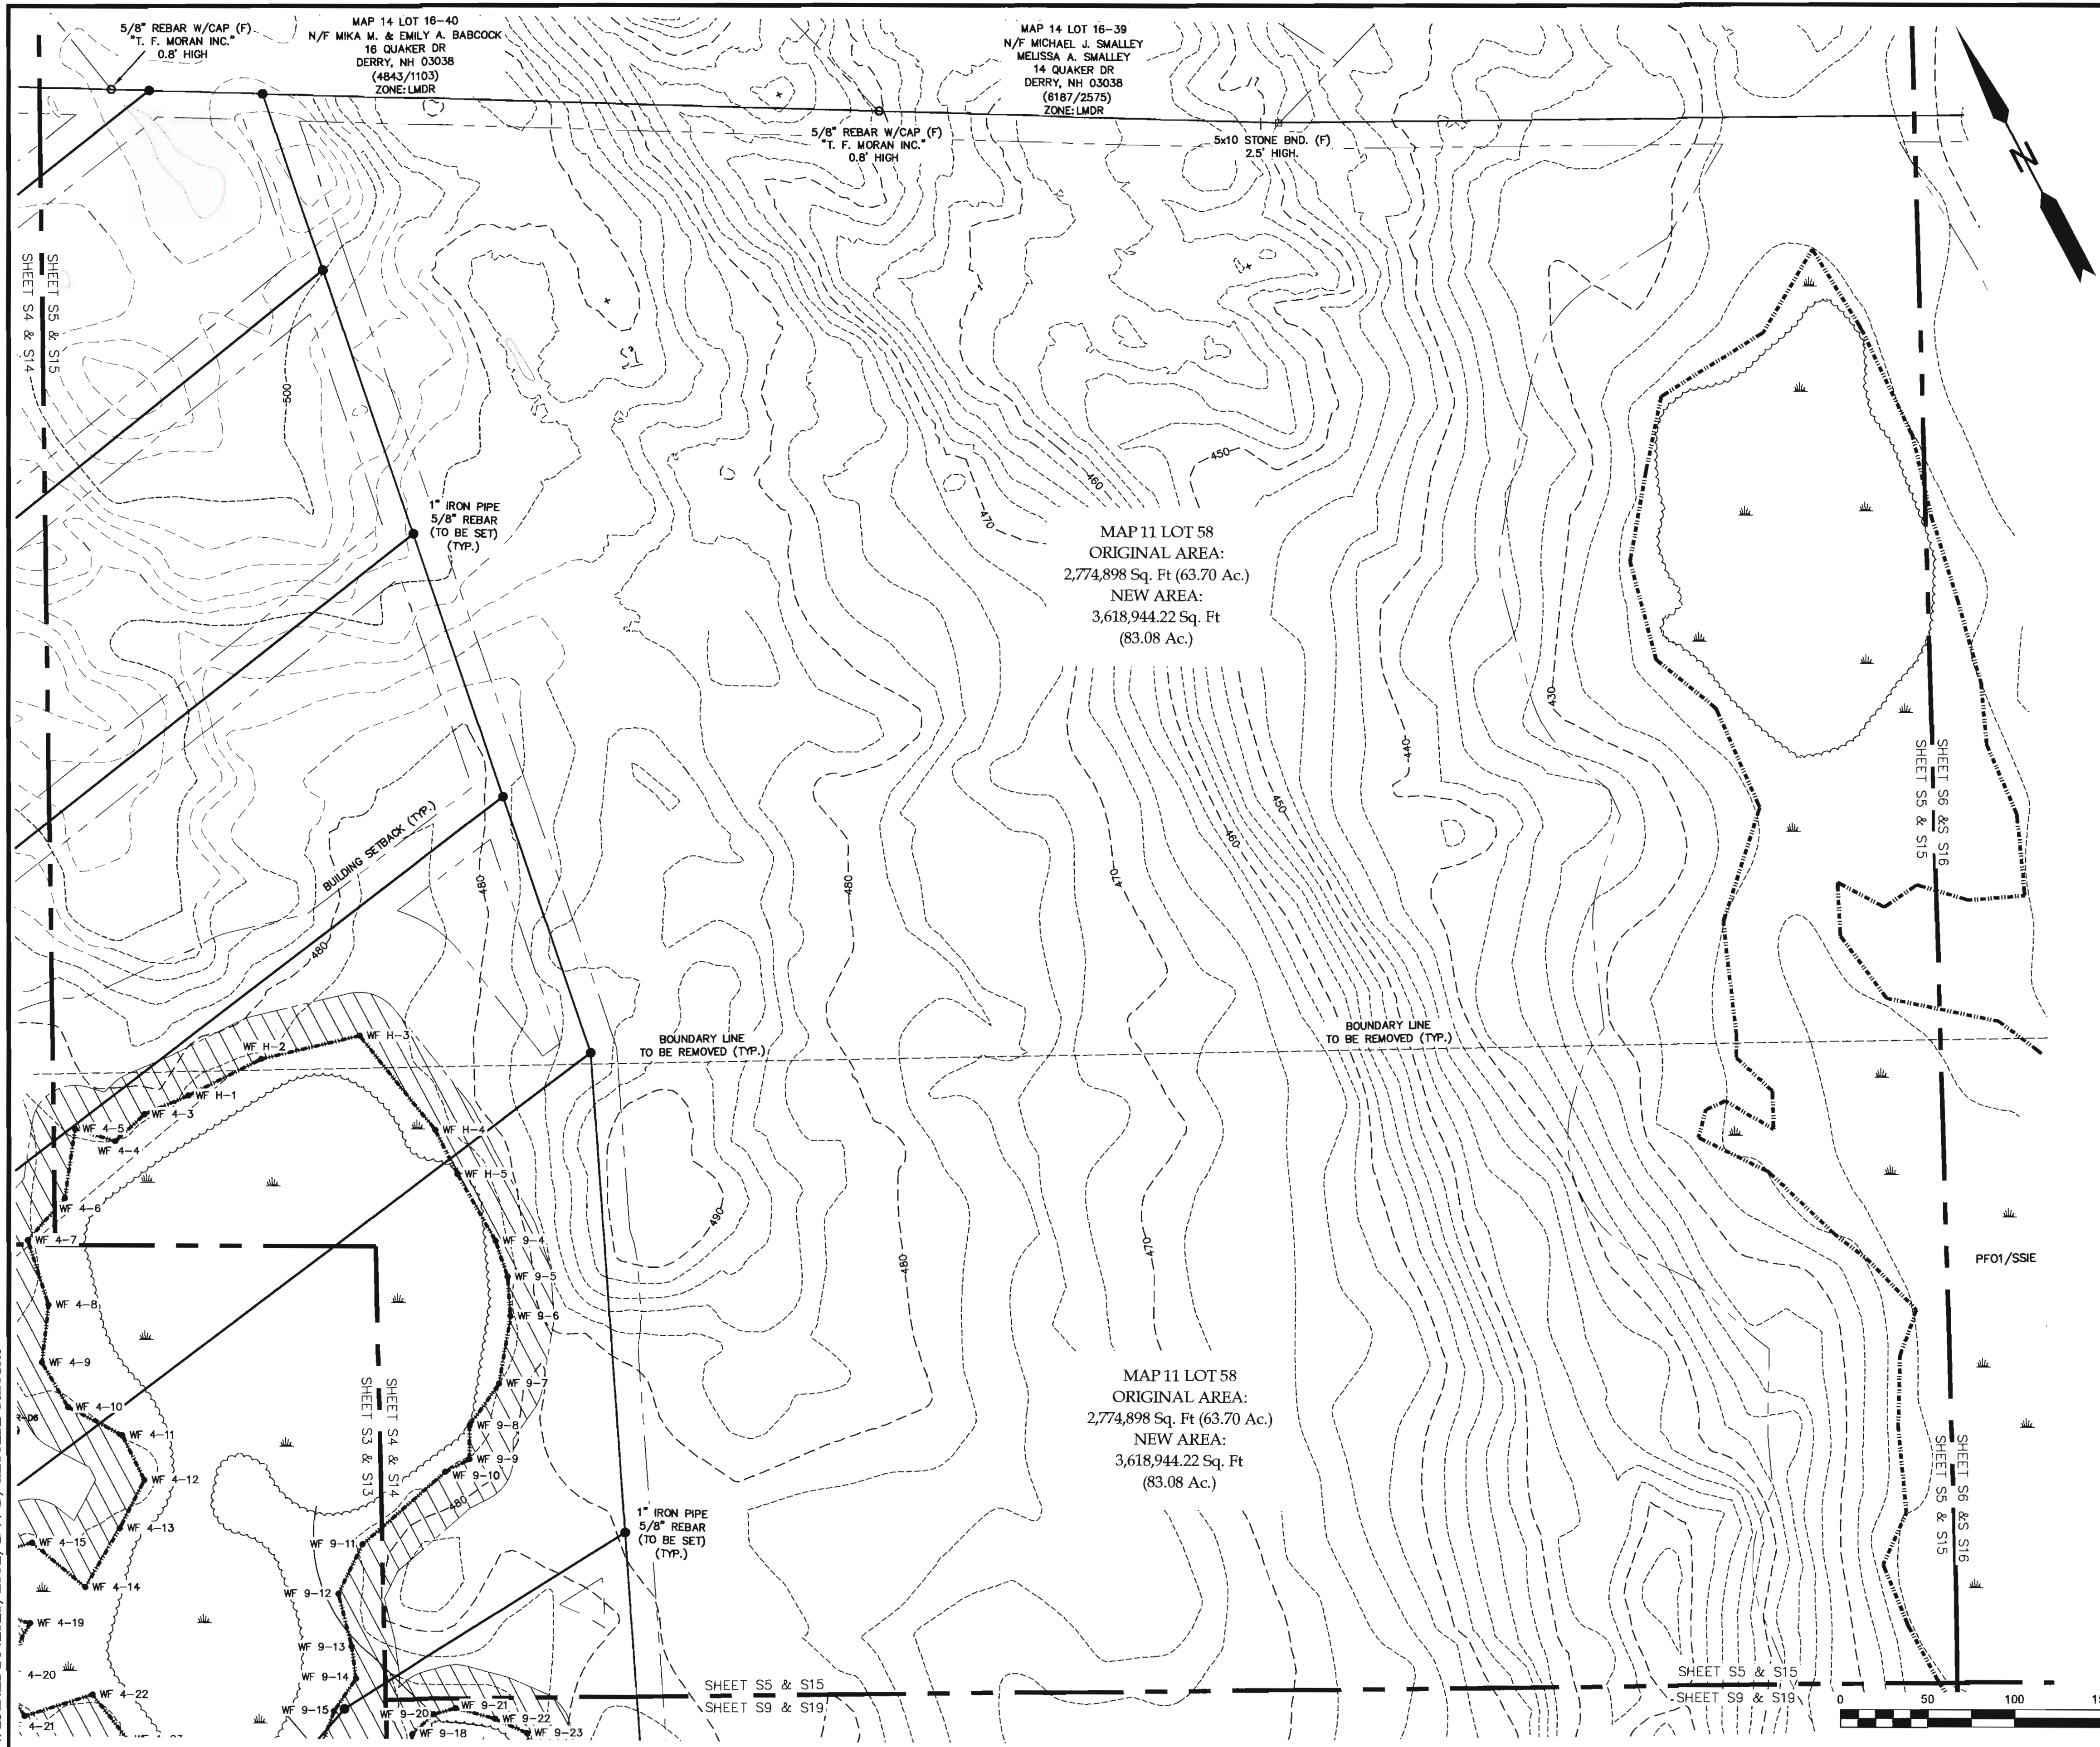 5/8" REBAR W/CAP (F)
"T. F. MORAN INC."
0.8' HIGH
MAP 14 LOT 16-40
N/F MIKA M. & EMILY A. BABCOCK
16 QUAKER DR
DERRY, NH 03038
(4843/1103)
ZONE: LMDR
MAP 14 LOT 16-39
N/F MICHAEL J. SMALLEY
MELISSA A. SMALLEY
14 QUAKER DR
DERRY, NH 03038
(6187/2575)
ZONE: LMDR
5/8" REBAR W/CAP (F)
"T. F. MORAN INC."
0.8' HIGH
5x10 STONE BND. (F)
2.5' HIGH.
N
SHEET S5 & S15
SHEET S4 & S14
500
450
460
470
1" IRON PIPE
5/8" REBAR
(TO BE SET)
(TYP.)
MAP 11 LOT 58
ORIGINAL AREA:
2,774,898 Sq. Ft (63.70 Ac.)
NEW AREA:
3,618,944.22 Sq. Ft
(83.08 Ac.)
430
440
SHEET S6 &S S16
SHEET S5 & S15
BUILDING SETBACK (TYP.)
480
480
480
470
460
450
BOUNDARY LINE
TO BE REMOVED (TYP.)
BOUNDARY LINE
TO BE REMOVED (TYP.)
WF H-3
WF H-2
WF H-1
WF 4-3
WF 4-5
WF 4-4
WF H-4
WF H-5
WF 4-6
WF 4-7
WF 9-4
WF 9-5
WF 9-6
490
480
470
PFO1/SSIE
WF 4-8
WF 4-9
WF 9-7
WF 4-10
WF 9-8
WF 4-11
WF 9-9
WF 9-10
WF 4-12
480
SHEET S4 & S14
SHEET S3 & S13
MAP 11 LOT 58
ORIGINAL AREA:
2,774,898 Sq. Ft (63.70 Ac.)
NEW AREA:
3,618,944.22 Sq. Ft
(83.08 Ac.)
SHEET S6 &S S16
SHEET S5 & S15
WF 4-13
WF 4-15
WF 9-11
1" IRON PIPE
5/8" REBAR
(TO BE SET)
(TYP.)
WF 4-14
WF 9-12
WF 4-19
WF 9-13
4-20
WF 9-14
WF 4-22
WF 9-15
4-21
WF 9-20
WF 9-21
WF 9-22
WF 9-18
WF 9-23
SHEET S5 & S15
SHEET S9 & S19
SHEET S5 & S15
SHEET S9 & S19
0 50 100